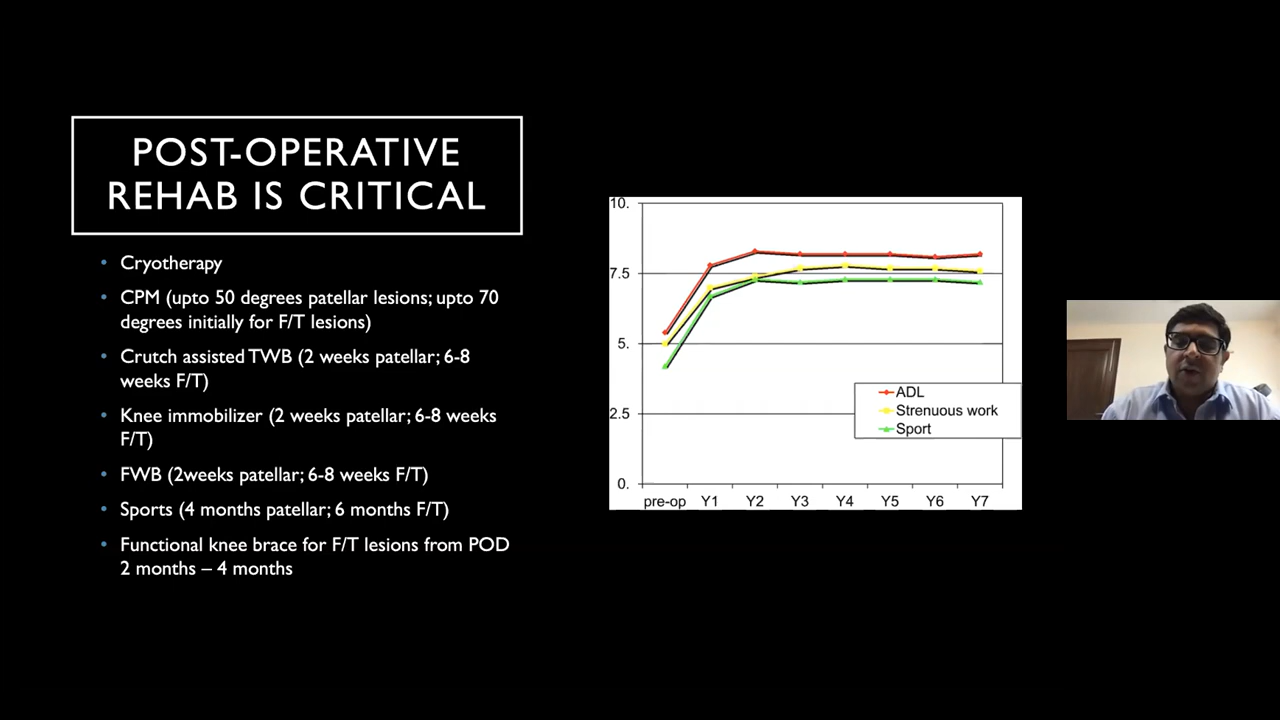 POST-OPERATIVE
REHAB IS CRITICAL
• Cryotherapy
• CPM (upto 50 degrees patellar lesions; upto 70
degrees initially for F/T lesions)
• Crutch assisted TWB (2 weeks patellar; 6-8
weeks F/T)
• Knee immobilizer (2 weeks patellar; 6-8 weeks
F/T)
• FWB (2weeks patellar; 6-8 weeks F/T)
• Sports (4 months patellar; 6 months F/T)
• Functional knee brace for F/T lesions from POD
2 months – 4 months
10.
7.5
5.
2.5
0.
pre-op Y1 Y2 Y3 Y4 Y5 Y6 Y7
ADL
Strenuous work
Sport